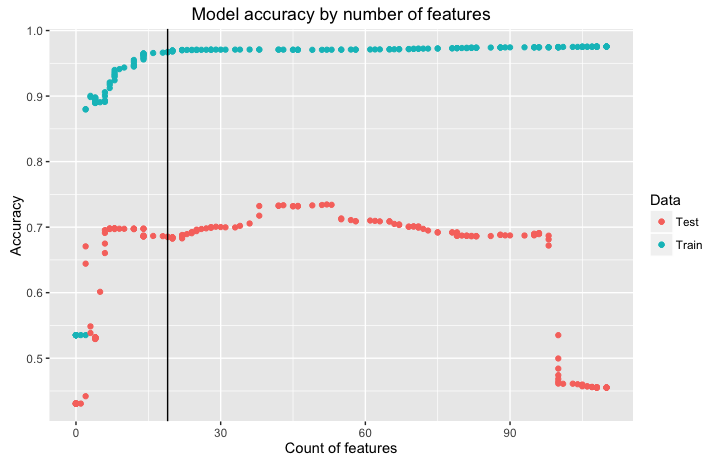 Model accuracy by number of features
1.0
0.9
0.8
0.7
0.6
0.5
Accuracy
0
30
60
90
Count of features
Data
Test
Train